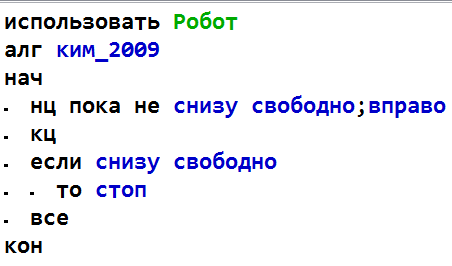 использовать Робот
алг ким_2009
нач
. нц пока не снизу свободно;вправо
. кц
. если снизу свободно
. . то стоп
. все
кон